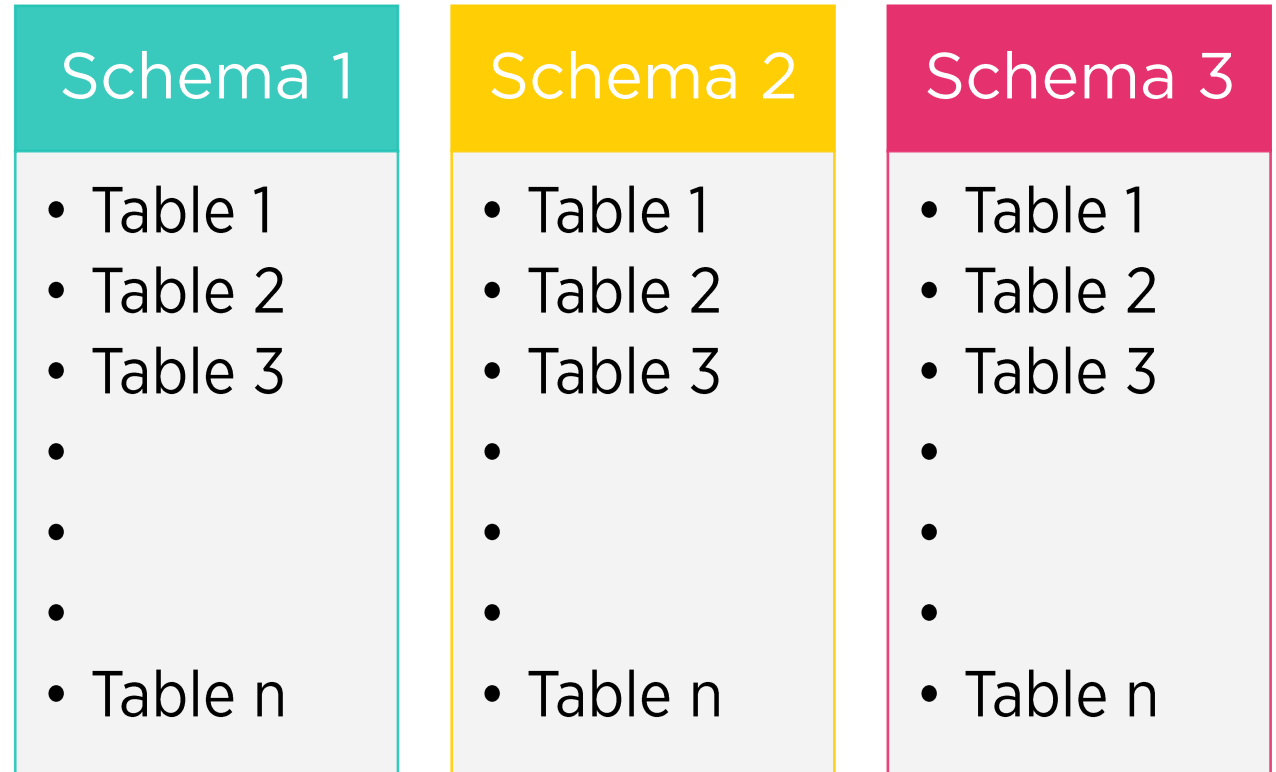 Schema 1
• Table 1
• Table 2
• Table 3
•
•
•
• Table n
Schema 2
• Table 1
• Table 2
• Table 3
•
•
•
• Table n
Schema 3
• Table 1
• Table 2
• Table 3
•
•
•
• Table n